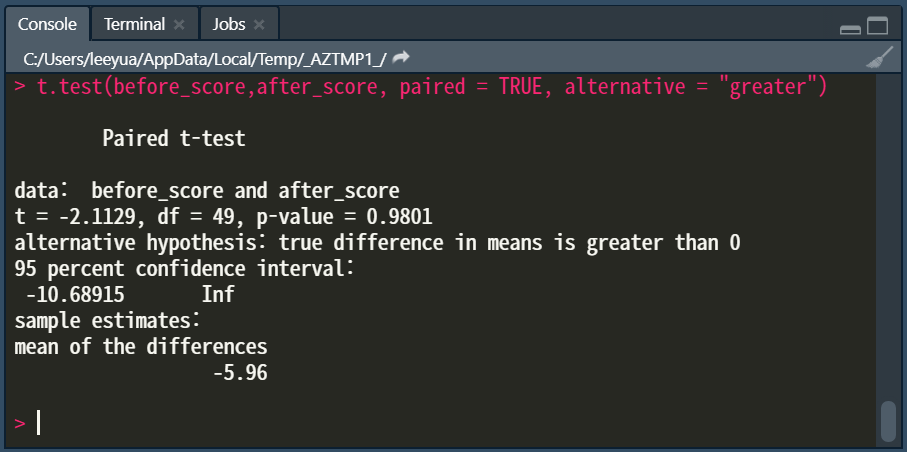 Console Terminal Jobs
C:/Users/leeyua/AppData/Local/Temp/_AZTMP1_/
> t.test(before_score,after_score, paired = TRUE, alternative = "greater")
Paired t-test
data:  before_score and after_score
t = -2.1129, df = 49, p-value = 0.9801
alternative hypothesis: true difference in means is greater than 0
95 percent confidence interval:
 -10.68915       Inf
sample estimates:
mean of the differences
                  -5.96
>